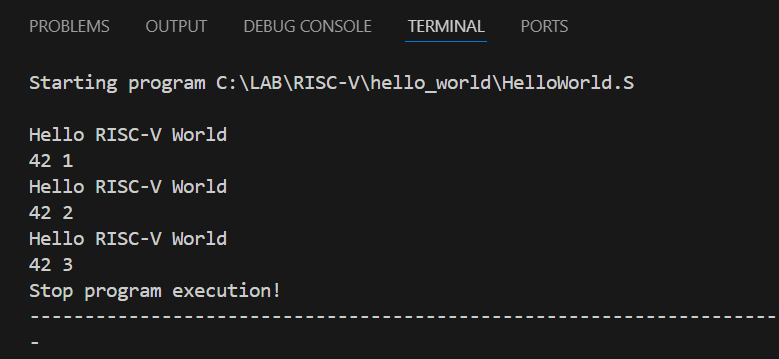 PROBLEMS OUTPUT DEBUG CONSOLE TERMINAL PORTS
Starting program C:\LAB\RISC-V\hello_world\HelloWorld.S
Hello RISC-V World
42 1
Hello RISC-V World
42 2
Hello RISC-V World
42 3
Stop program execution!
--------------------------------------------------------------------
-